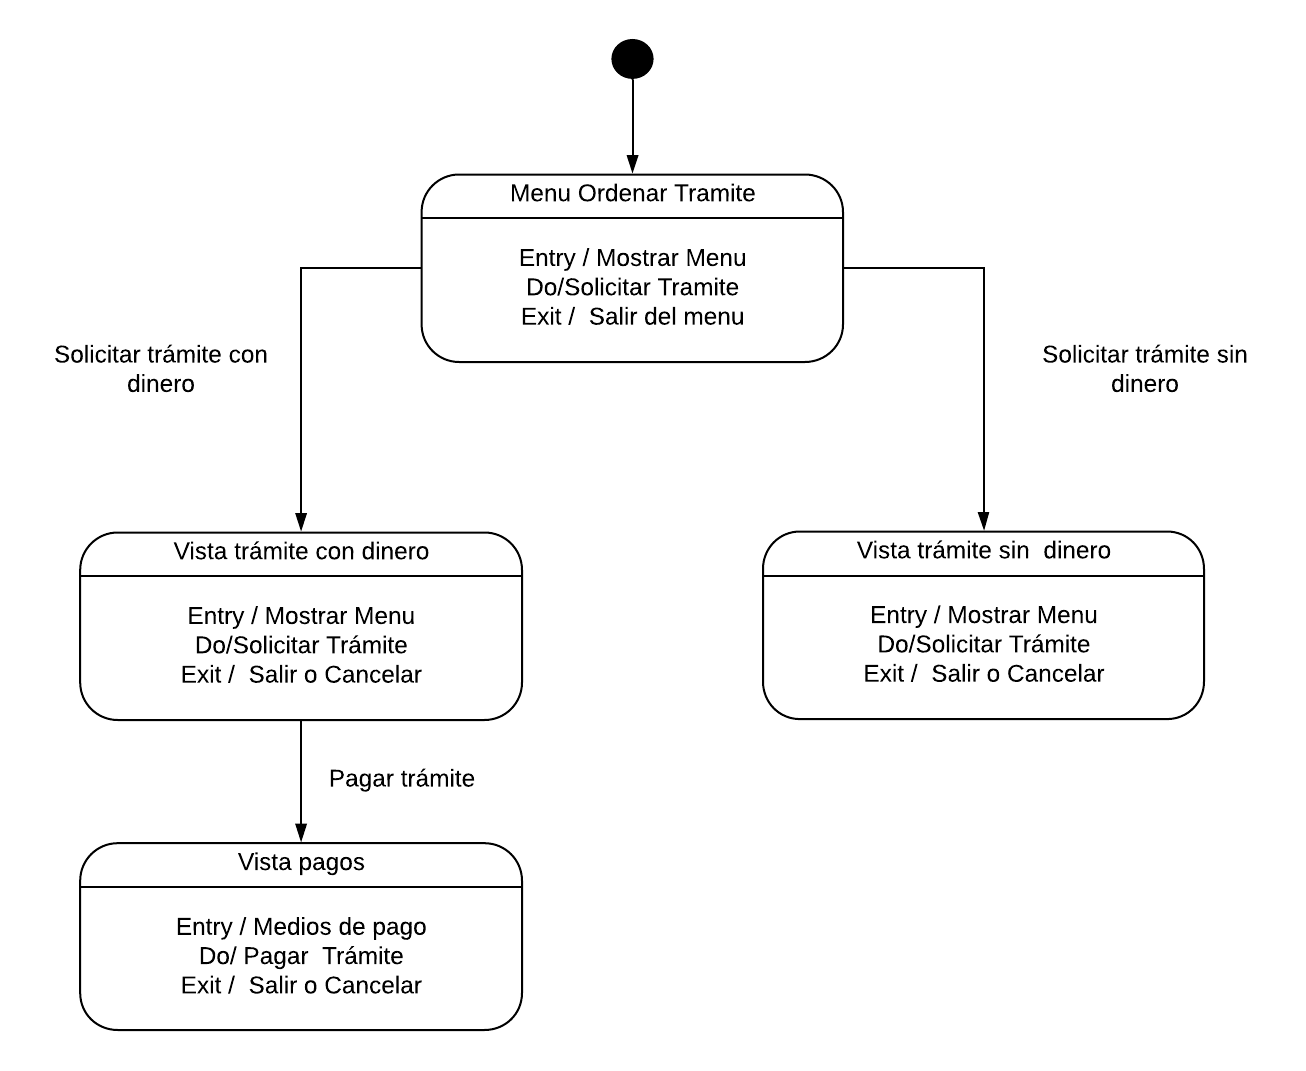 Menu Ordenar Tramite
Entry / Mostrar Menu
Do/Solicitar Tramite
Exit /  Salir del menu
Solicitar trámite con
dinero
Solicitar trámite sin
dinero
Vista trámite con dinero
Entry / Mostrar Menu
Do/Solicitar Trámite
Exit /  Salir o Cancelar
Vista trámite sin  dinero
Entry / Mostrar Menu
Do/Solicitar Trámite
Exit /  Salir o Cancelar
Pagar trámite
Vista pagos
Entry / Medios de pago
Do/ Pagar  Trámite
Exit /  Salir o Cancelar